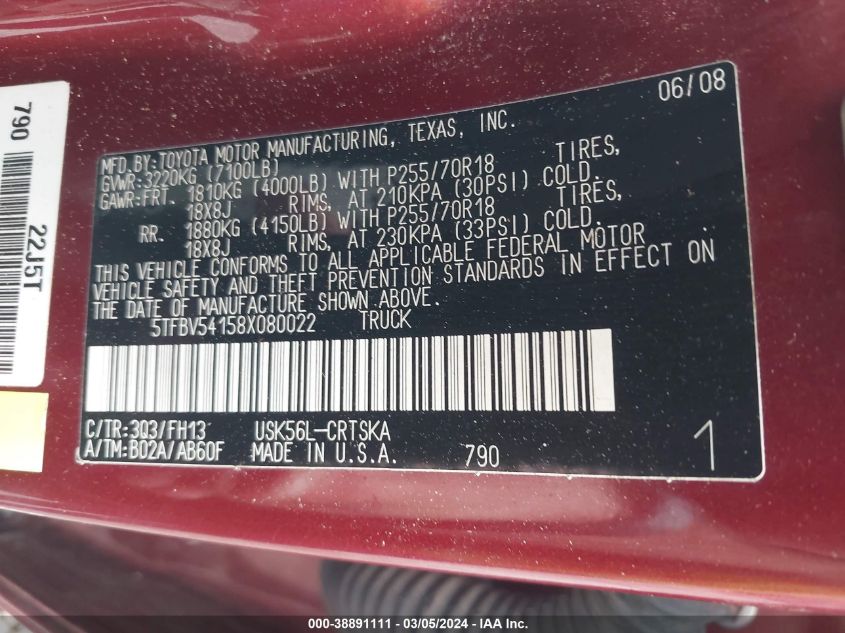 06/08
MFD. BY: TOYOTA MOTOR MANUFACTURING, TEXAS, INC.
GVWR: 3220KG (7100LB)
GAWR: FRT. 1810KG (4000LB) WITH P255/70R18 TIRES,
18X8J RIMS, AT 210KPA (30PSI) COLD.
RR. 1880KG (4150LB) WITH P255/70R18 TIRES,
18X8J RIMS, AT 230KPA (33PSI) COLD.
THIS VEHICLE CONFORMS TO ALL APPLICABLE FEDERAL MOTOR
VEHICLE SAFETY AND THEFT PREVENTION STANDARDS IN EFFECT ON
THE DATE OF MANUFACTURE SHOWN ABOVE.
5TFBV54158X080022 TRUCK
C/TR: 3Q3/FH13 USK56L-CRTSKA
A/TM: B02A/AB60F MADE IN U.S.A. 790
1
790
22J5T
000-38891111 - 03/05/2024 - IAA Inc.